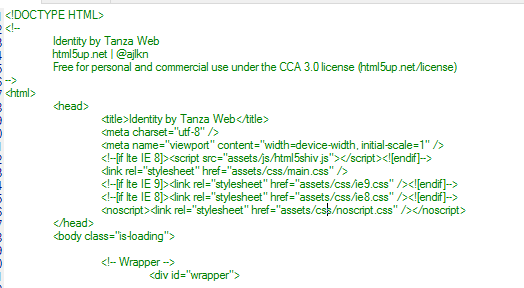 <!DOCTYPE HTML>
<!--
Identity by Tanza Web
html5up.net | @ajlkn
Free for personal and commercial use under the CCA 3.0 license (html5up.net/license)
-->
<html>
<head>
<title>Identity by Tanza Web</title>
<meta charset="utf-8" />
<meta name="viewport" content="width=device-width, initial-scale=1" />
<!--[if lte IE 8]><script src="assets/js/html5shiv.js"></script><![endif]-->
<link rel="stylesheet" href="assets/css/main.css" />
<!--[if lte IE 9]><link rel="stylesheet" href="assets/css/ie9.css" /><![endif]-->
<!--[if lte IE 8]><link rel="stylesheet" href="assets/css/ie8.css" /><![endif]-->
<noscript><link rel="stylesheet" href="assets/css/noscript.css" /></noscript>
</head>
<body class="is-loading">
<!-- Wrapper -->
<div id="wrapper">